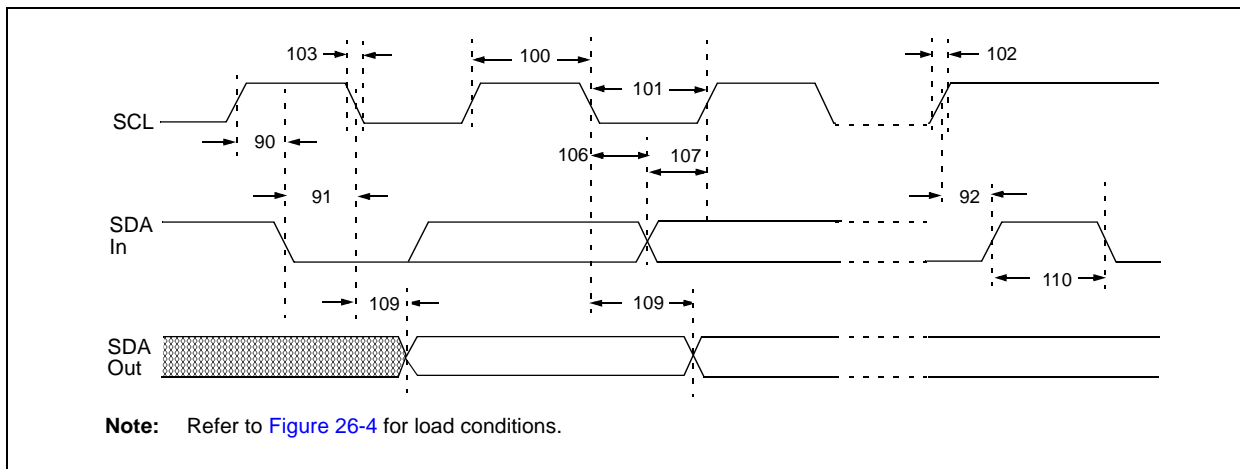 103
100
102
101
SCL
90
106
107
91
92
SDA
In
110
109
109
SDA
Out
Note: Refer to Figure 26-4 for load conditions.